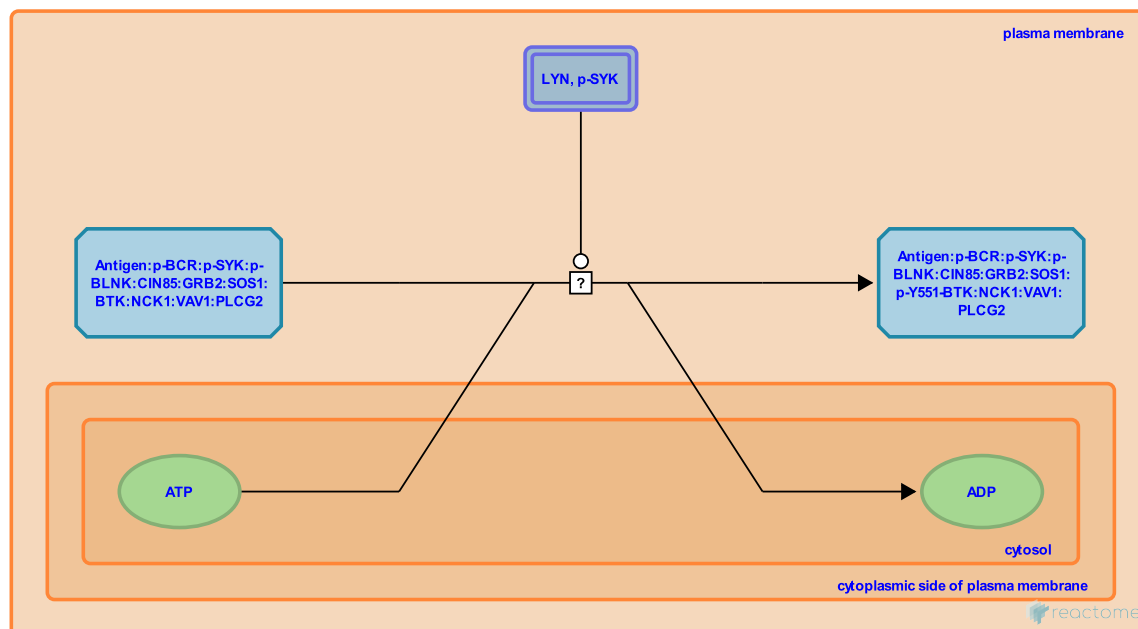 plasma membrane
LYN, p-SYK
Antigen:p-BCR:p-SYK:p-
BLNK:CIN85:GRB2:SOS1:
BTK:NCK1:VAV1:PLCG2
?
Antigen:p-BCR:p-SYK:p-
BLNK:CIN85:GRB2:SOS1:
p-Y551-BTK:NCK1:VAV1:
PLCG2
ATP
ADP
cytosol
cytoplasmic side of plasma membrane
reactome